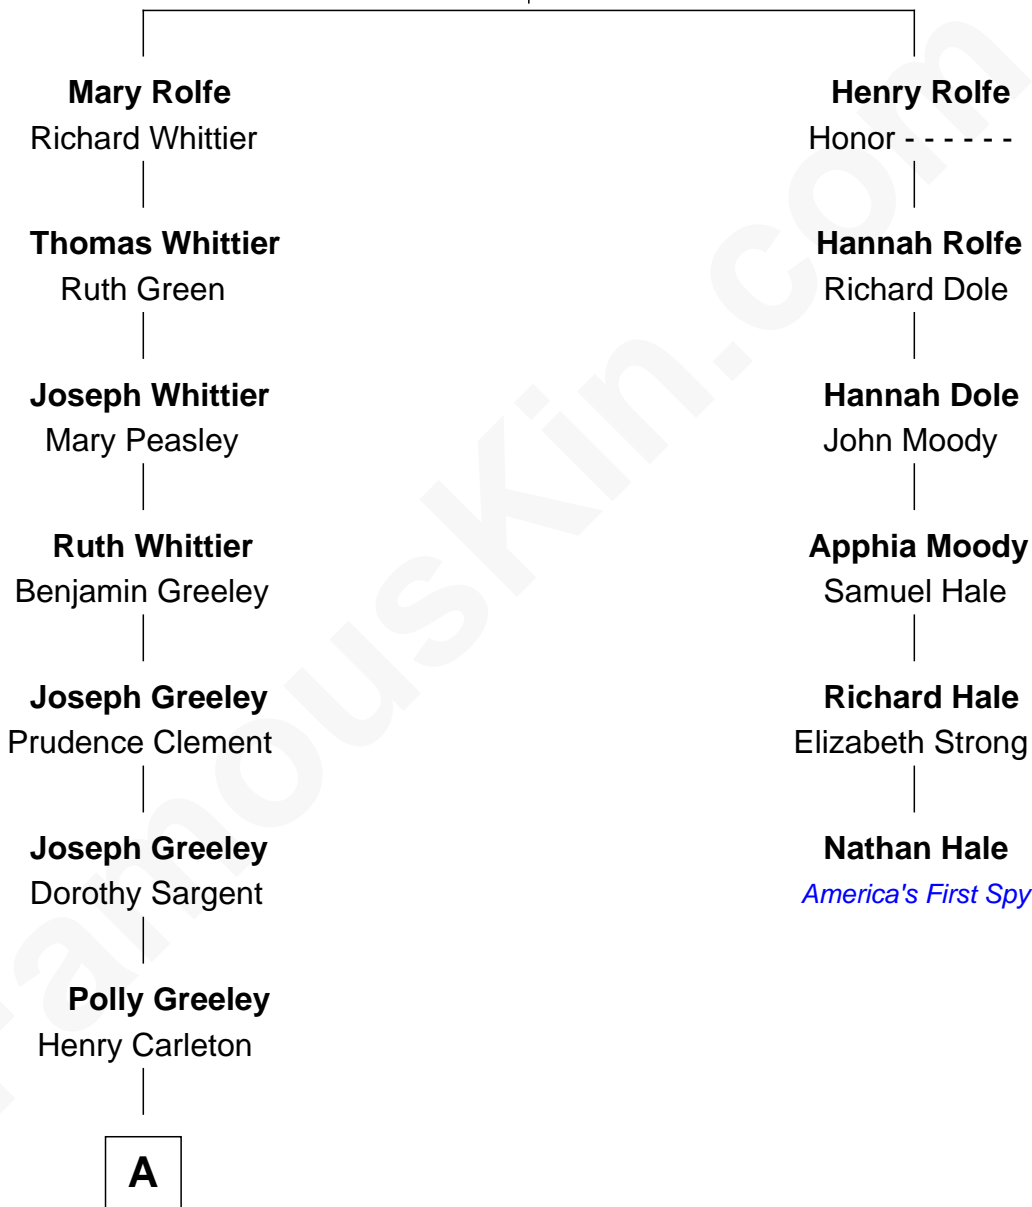 Mary Rolfe
Richard Whittier
Thomas Whittier
Ruth Green
Joseph Whittier
Mary Peasley
Ruth Whittier
Benjamin Greeley
Joseph Greeley
Prudence Clement
Joseph Greeley
Dorothy Sargent
Polly Greeley
Henry Carleton
A
Henry Rolfe
Honor - - - - - -
Hannah Rolfe
Richard Dole
Hannah Dole
John Moody
Apphia Moody
Samuel Hale
Richard Hale
Elizabeth Strong
Nathan Hale
America's First Spy
FamousKin.com